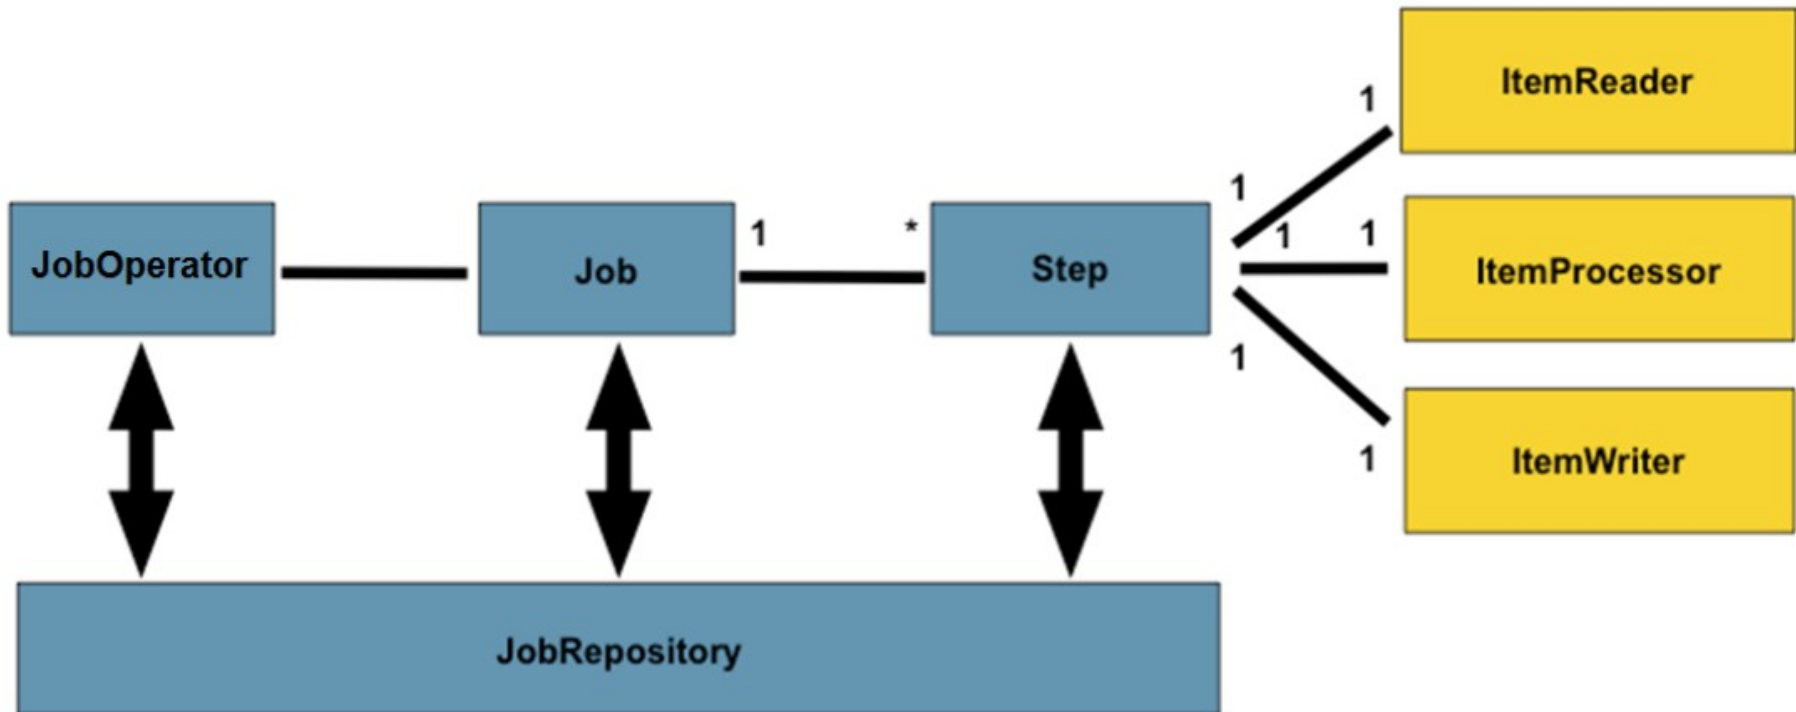 ItemReader
1
1
JobOperator
Job
1
*
Step
1
1
ItemProcessor
1
1
ItemWriter
JobRepository